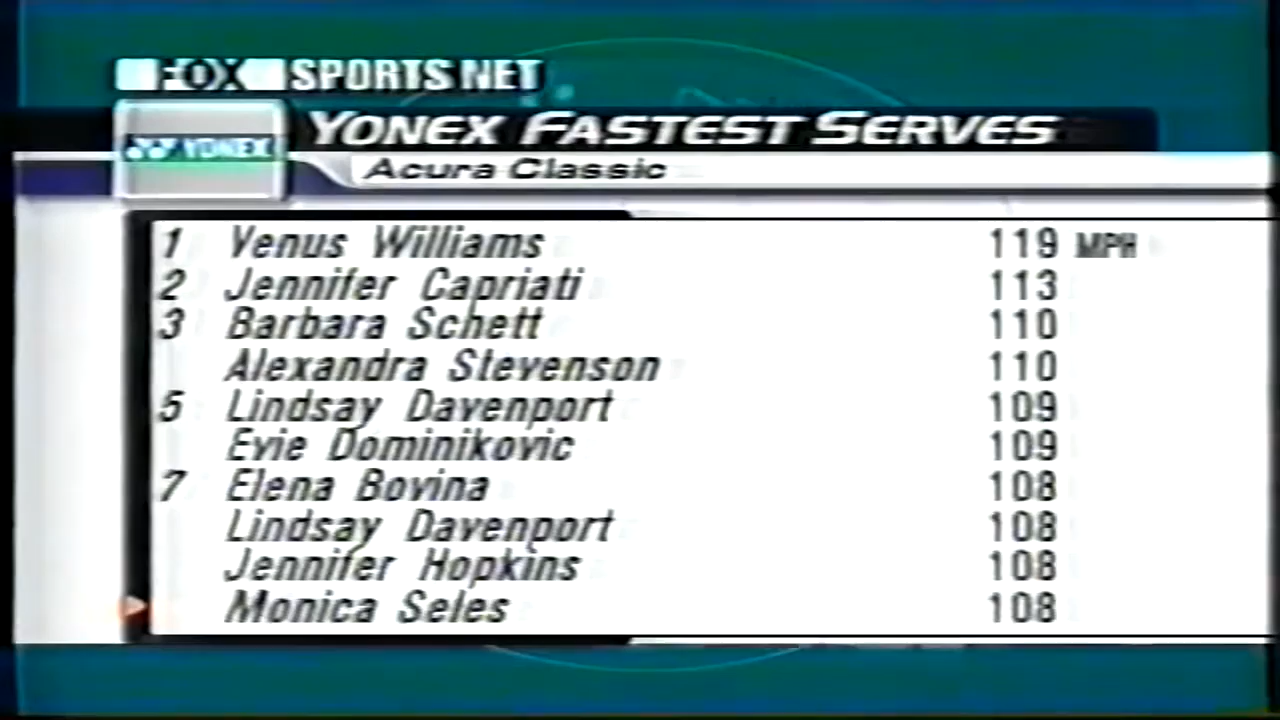 FOX SPORTS NET
YONEX FASTEST SERVES
YONEX
Acura Classic
1 Venus Williams 119 MPH
2 Jennifer Capriati 113
3 Barbara Schett 110
Alexandra Stevenson 110
5 Lindsay Davenport 109
Evie Dominikovic 109
7 Elena Bovina 108
Lindsay Davenport 108
Jennifer Hopkins 108
Monica Seles 108